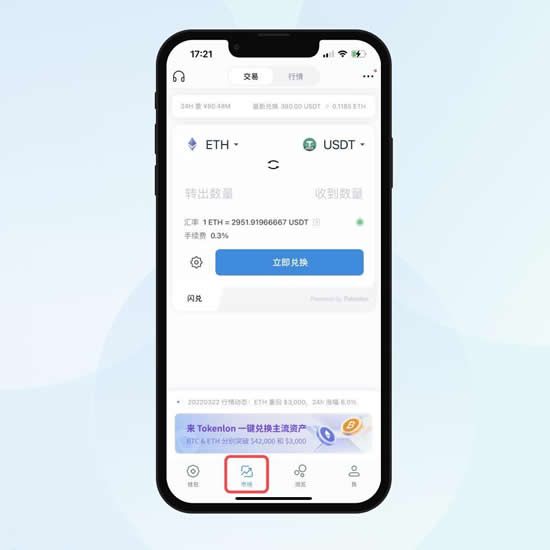 17:21
交易 行情
24H 量 ¥80.48M 最新兑换 380.00 USDT ⇌ 0.1185 ETH
ETH USDT
转出数量 收到数量
汇率 1 ETH = 2951.91966667 USDT
手续费 0.3%
立即兑换
闪兑 Powered by Tokenlon
20220322 行情动态：ETH 重回 $3,000，24h 涨幅 6.0%
来 Tokenlon 一键兑换主流资产
BTC & ETH 分别突破 $42,000 和 $3,000
钱包 市场 浏览 我